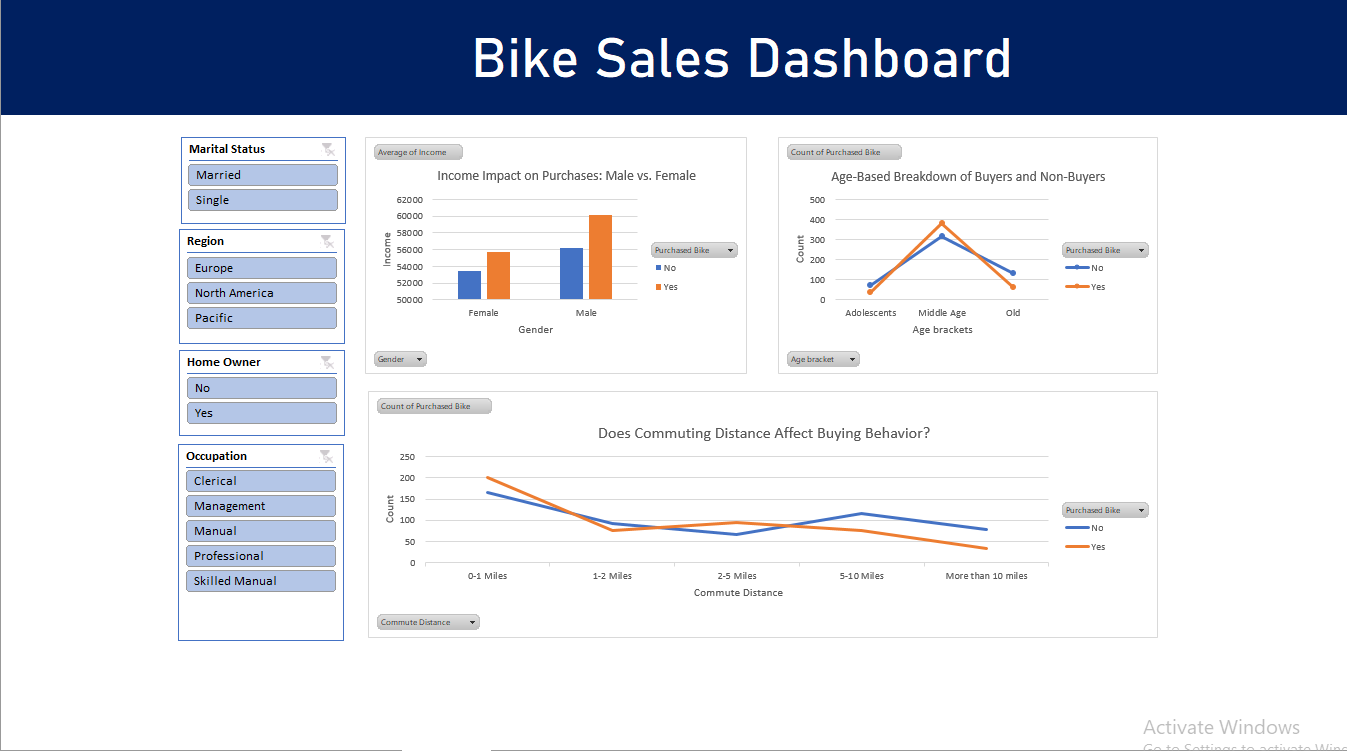 Bike Sales Dashboard
Marital Status
Married
Single
Region
Europe
North America
Pacific
Home Owner
No
Yes
Occupation
Clerical
Management
Manual
Professional
Skilled Manual
Average of Income
Income Impact on Purchases: Male vs. Female
62000
60000
58000
56000
54000
52000
50000
Income
Female
Male
Gender
Purchased Bike
No
Yes
Gender
Count of Purchased Bike
Age-Based Breakdown of Buyers and Non-Buyers
500
400
300
200
100
0
Count
Adolescents
Middle Age
Old
Age brackets
Purchased Bike
No
Yes
Age bracket
Count of Purchased Bike
Does Commuting Distance Affect Buying Behavior?
250
200
150
100
50
0
Count
0-1 Miles
1-2 Miles
2-5 Miles
5-10 Miles
More than 10 miles
Commute Distance
Purchased Bike
No
Yes
Commute Distance
Activate Windows
Go to Settings to activate